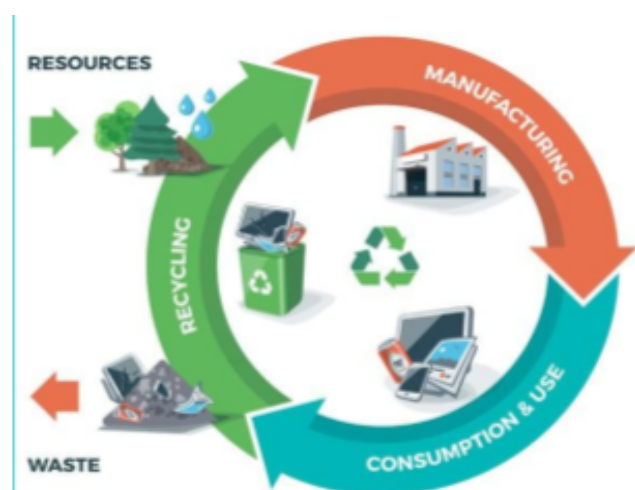 RESOURCES
MANUFACTURING
RECYCLING
CONSUMPTION & USE
WASTE